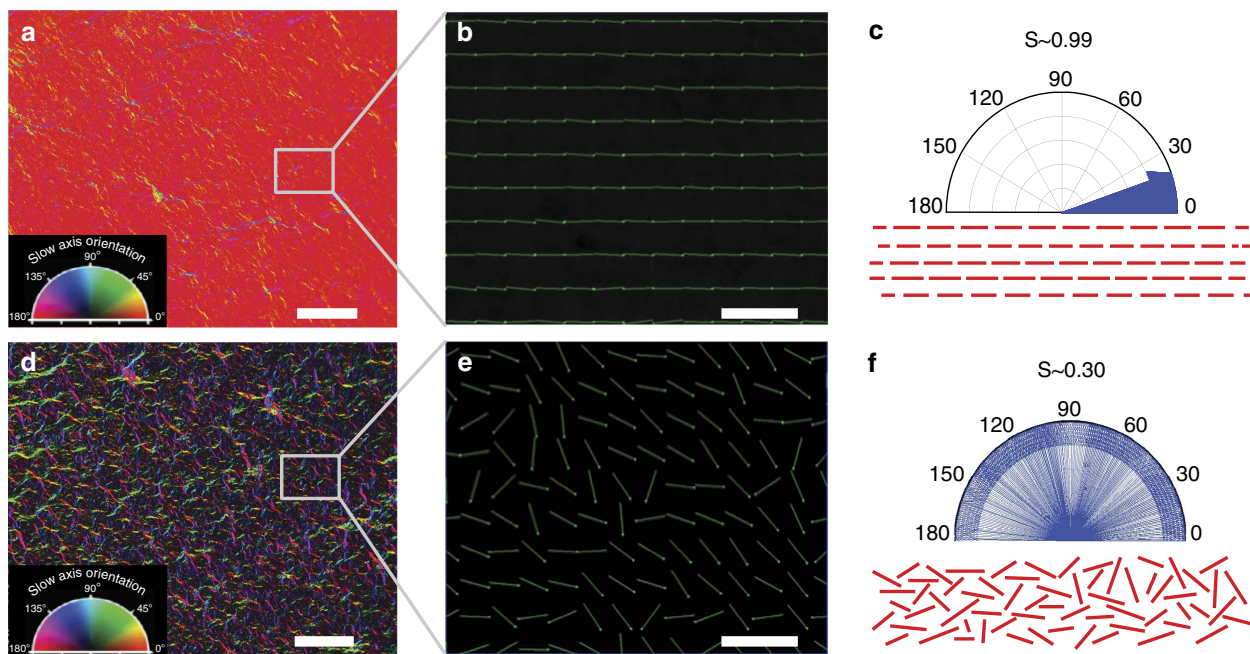 a
Slow axis orientation
90°
135° 45°
180° 0°
b
c
S~0.99
90
120 60
150 30
180 0
d
Slow axis orientation
90°
135° 45°
180° 0°
e
f
S~0.30
90
120 60
150 30
180 0